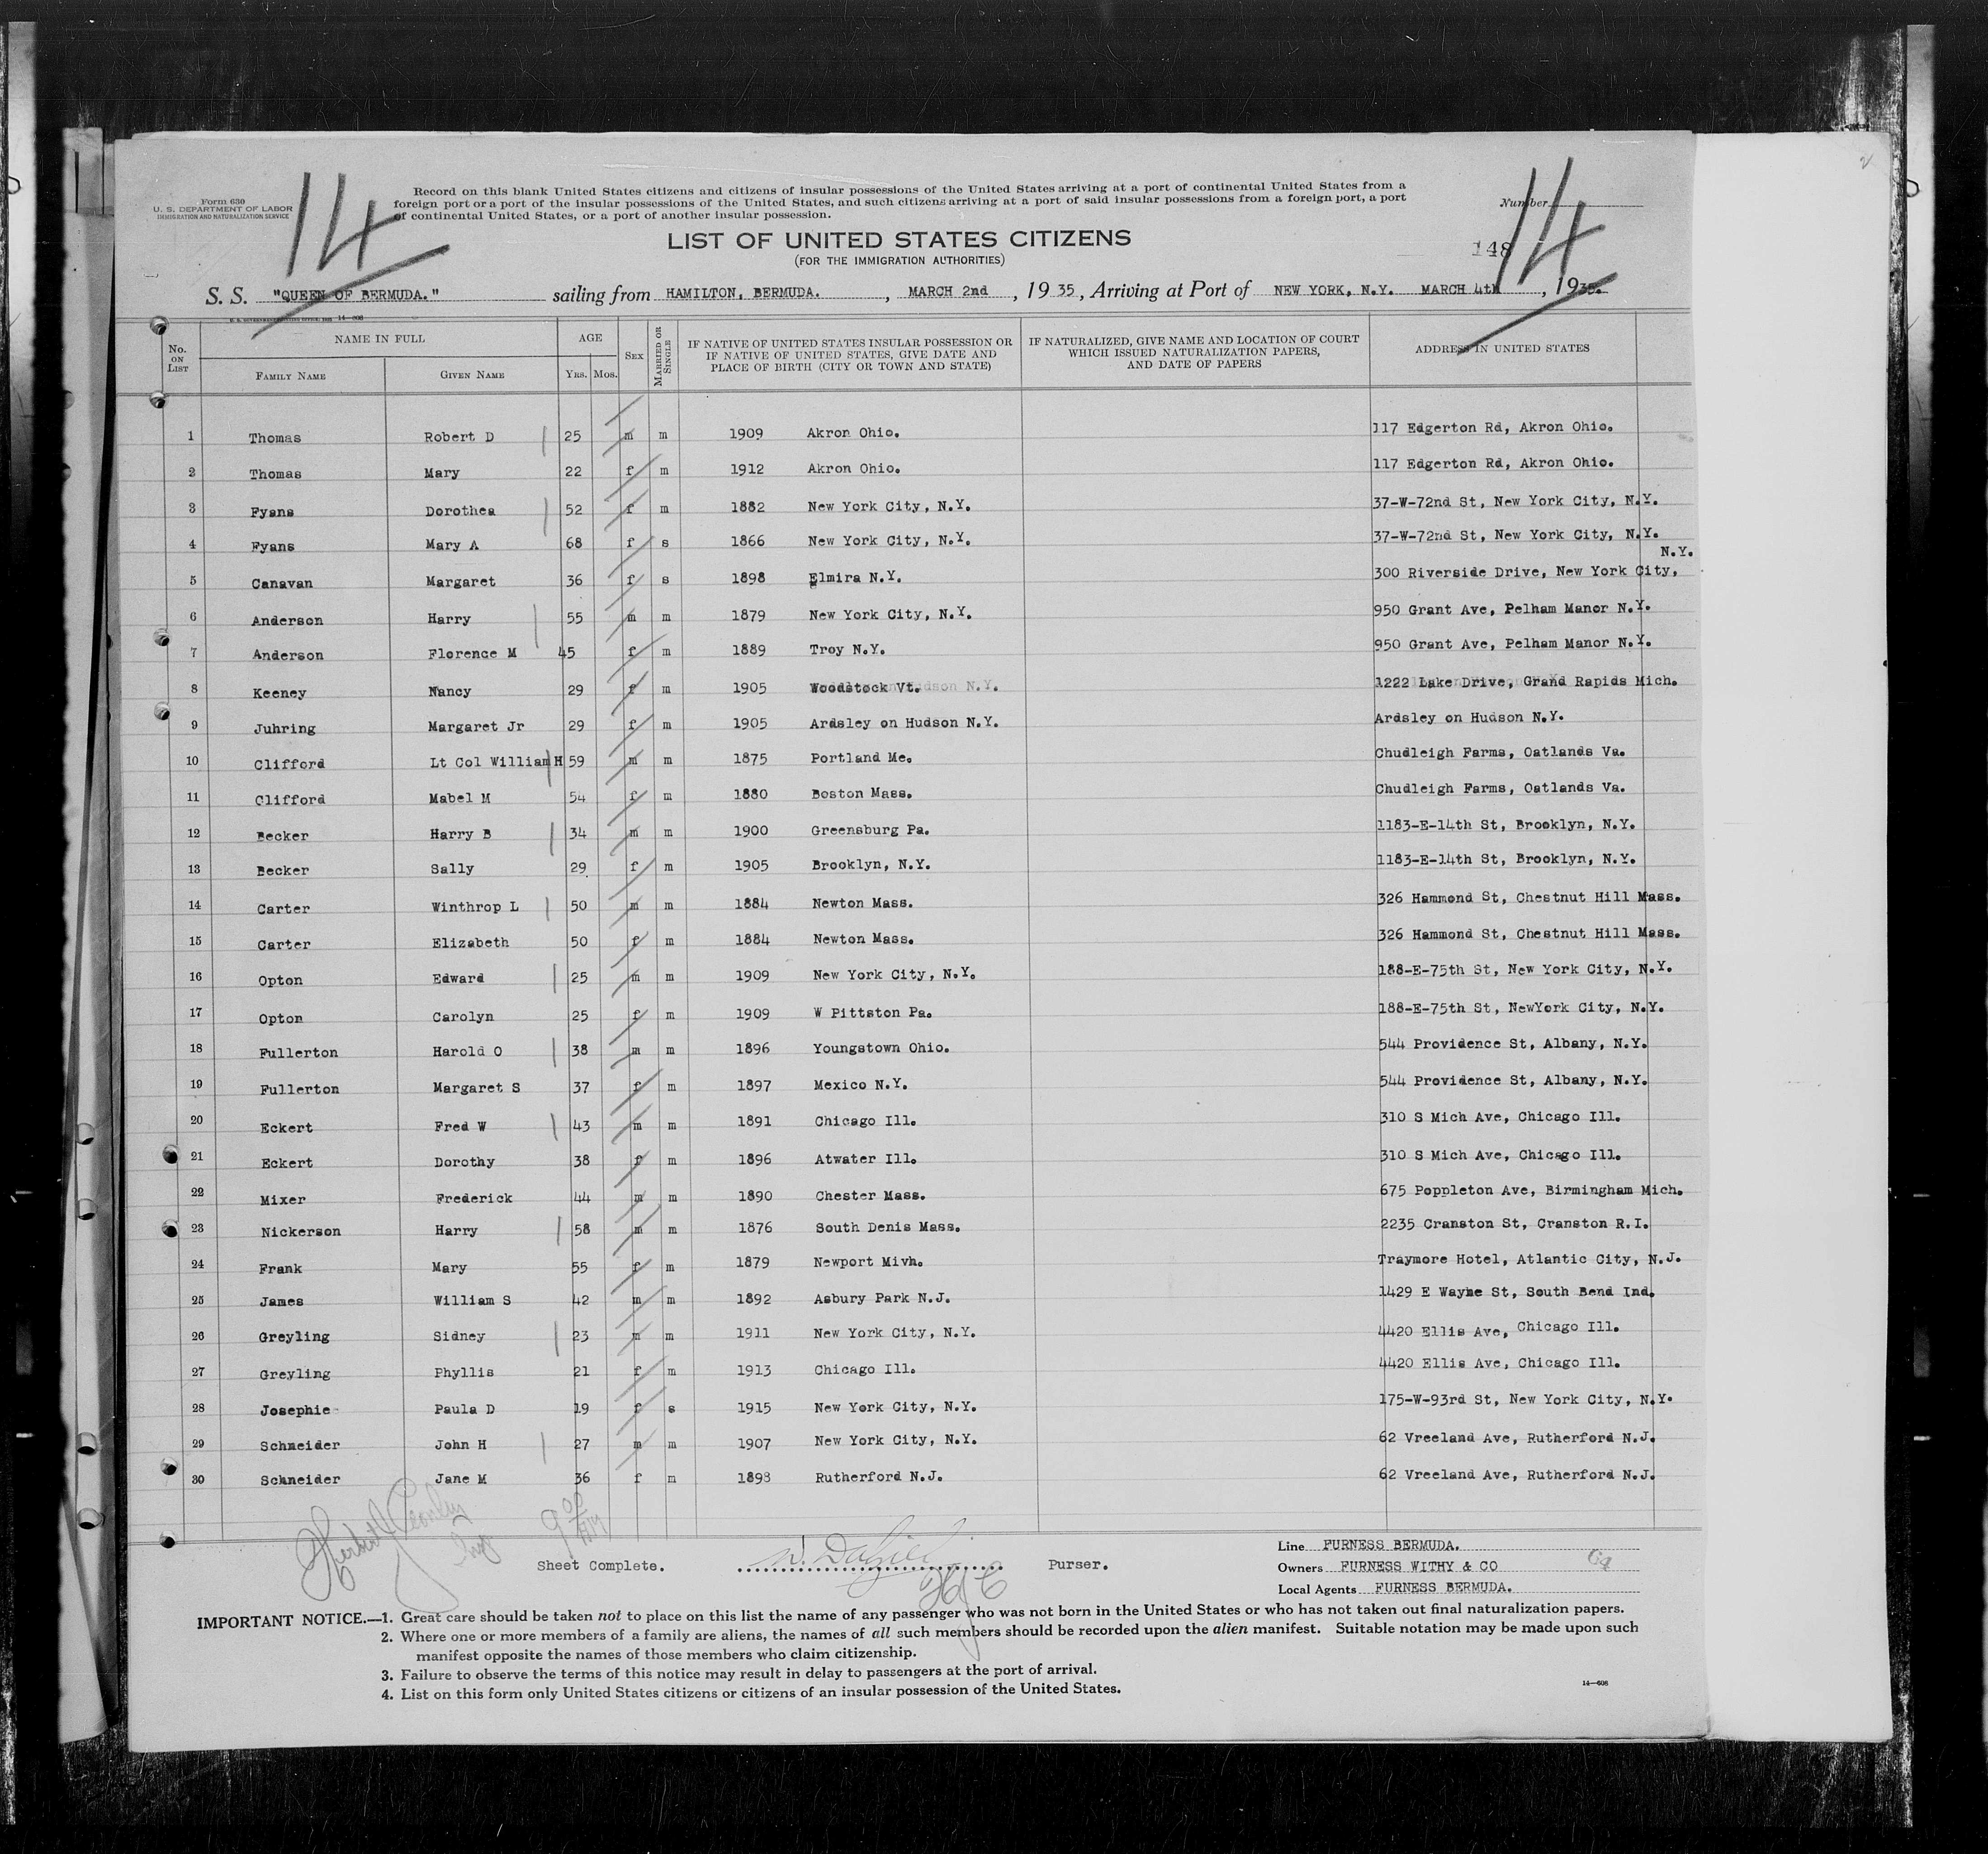 Form 630
U. S. DEPARTMENT OF LABOR
IMMIGRATION AND NATURALIZATION SERVICE
14
Record on this blank United States citizens and citizens of insular possessions of the United States arriving at a port of continental United States from a
foreign port or a port of the insular possessions of the United States, and such citizens arriving at a port of said insular possessions from a foreign port, a port
of continental United States, or a port of another insular possession.
Number
14
LIST OF UNITED STATES CITIZENS
(FOR THE IMMIGRATION AUTHORITIES)
148
S. S. "QUEEN OF BERMUDA." sailing from HAMILTON, BERMUDA. , MARCH 2nd , 1935, Arriving at Port of NEW YORK, N.Y. MARCH 4th , 1935.
14—608
No. ON LIST NAME IN FULL FAMILY NAME GIVEN NAME AGE YRS. MOS. SEX MARRIED OR SINGLE IF NATIVE OF UNITED STATES INSULAR POSSESSION OR IF NATIVE OF UNITED STATES, GIVE DATE AND PLACE OF BIRTH (CITY OR TOWN AND STATE) IF NATURALIZED, GIVE NAME AND LOCATION OF COURT WHICH ISSUED NATURALIZATION PAPERS, AND DATE OF PAPERS ADDRESS IN UNITED STATES
1 Thomas Robert D 25 m m 1909 Akron Ohio. 117 Edgerton Rd, Akron Ohio.
2 Thomas Mary 22 f m 1912 Akron Ohio. 117 Edgerton Rd, Akron Ohio.
3 Fyans Dorothea 52 f m 1882 New York City, N.Y. 37-W-72nd St, New York City, N.Y.
4 Fyans Mary A 68 f s 1866 New York City, N.Y. 37-W-72nd St, New York City, N.Y.
N.Y.
5 Canavan Margaret 36 f s 1898 Elmira N.Y. 300 Riverside Drive, New York City,
6 Anderson Harry 55 m m 1879 New York City, N.Y. 950 Grant Ave, Pelham Manor N.Y.
7 Anderson Florence M 45 f m 1889 Troy N.Y. 950 Grant Ave, Pelham Manor N.Y.
8 Keeney Nancy 29 f m 1905 Woodstock Vt. 1222 Lake Drive, Grand Rapids Mich.
9 Juhring Margaret Jr 29 f m 1905 Ardsley on Hudson N.Y. Ardsley on Hudson N.Y.
10 Clifford Lt Col William H 59 m m 1875 Portland Me. Chudleigh Farms, Oatlands Va.
11 Clifford Mabel M 54 f m 1880 Boston Mass. Chudleigh Farms, Oatlands Va.
12 Becker Harry B 34 m m 1900 Greensburg Pa. 1183-E-14th St, Brooklyn, N.Y.
13 Becker Sally 29 f m 1905 Brooklyn, N.Y. 1183-E-14th St, Brooklyn, N.Y.
14 Carter Winthrop L 50 m m 1884 Newton Mass. 326 Hammond St, Chestnut Hill Mass.
15 Carter Elizabeth 50 f m 1884 Newton Mass. 326 Hammond St, Chestnut Hill Mass.
16 Opton Edward 25 m m 1909 New York City, N.Y. 188-E-75th St, New York City, N.Y.
17 Opton Carolyn 25 f m 1909 W Pittston Pa. 188-E-75th St, NewYork City, N.Y.
18 Fullerton Harold O 38 m m 1896 Youngstown Ohio. 544 Providence St, Albany, N.Y.
19 Fullerton Margaret S 37 f m 1897 Mexico N.Y. 544 Providence St, Albany, N.Y.
20 Eckert Fred W 43 m m 1891 Chicago Ill. 310 S Mich Ave, Chicago Ill.
21 Eckert Dorothy 38 f m 1896 Atwater Ill. 310 S Mich Ave, Chicago Ill.
22 Mixer Frederick 44 m m 1890 Chester Mass. 675 Poppleton Ave, Birmingham Mich.
23 Nickerson Harry 58 m m 1876 South Denis Mass. 2235 Cranston St, Cranston R.I.
24 Frank Mary 55 f m 1879 Newport Mivh. Traymore Hotel, Atlantic City, N.J.
25 James William S 42 m m 1892 Asbury Park N.J. 1429 E Wayne St, South Bend Ind.
26 Greyling Sidney 23 m m 1911 New York City, N.Y. 4420 Ellis Ave, Chicago Ill.
27 Greyling Phyllis 21 f m 1913 Chicago Ill. 4420 Ellis Ave, Chicago Ill.
28 Josephie Paula D 19 f s 1915 New York City, N.Y. 175-W-93rd St, New York City, N.Y.
29 Schneider John H 27 m m 1907 New York City, N.Y. 62 Vreeland Ave, Rutherford N.J.
30 Schneider Jane M 36 f m 1898 Rutherford N.J. 62 Vreeland Ave, Rutherford N.J.
9 00 AM
Sheet Complete. Purser.
Line FURNESS BERMUDA.
Owners FURNESS WITHY & CO
Local Agents FURNESS BERMUDA.
IMPORTANT NOTICE.—1. Great care should be taken not to place on this list the name of any passenger who was not born in the United States or who has not taken out final naturalization papers.
2. Where one or more members of a family are aliens, the names of all such members should be recorded upon the alien manifest. Suitable notation may be made upon such
manifest opposite the names of those members who claim citizenship.
3. Failure to observe the terms of this notice may result in delay to passengers at the port of arrival.
4. List on this form only United States citizens or citizens of an insular possession of the United States.
14—608